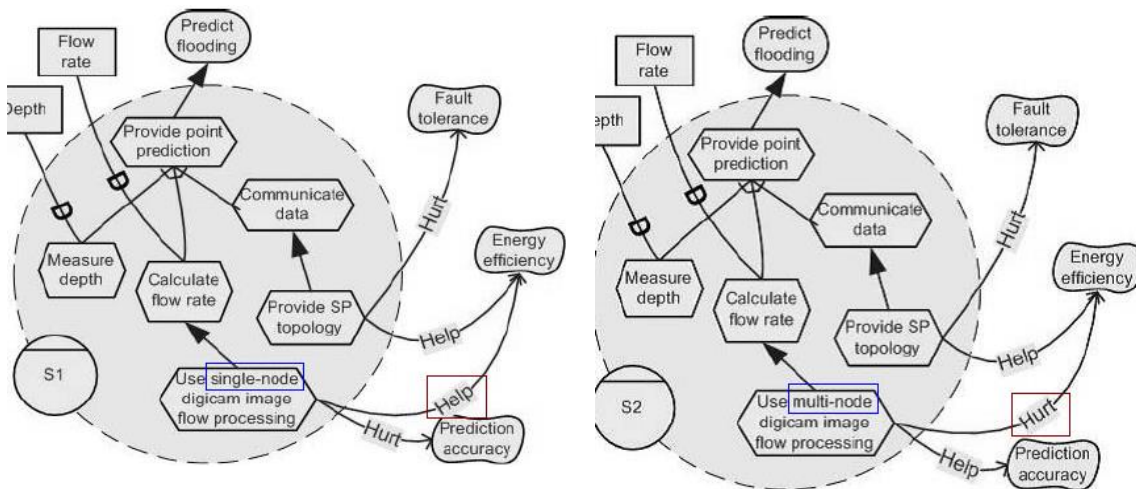 Predict
flooding
Flow
rate
Depth
Fault
tolerance
Provide point
prediction
D
D
Communicate
data
Hurt
Measure
depth
Calculate
flow rate
Energy
efficiency
Provide SP
topology
Help
S1
Use single-node
digicam image
flow processing
Help
Hurt
Prediction
accuracy
Predict
flooding
Flow
rate
epth
Fault
tolerance
Provide point
prediction
D
D
Communicate
data
Hurt
Measure
depth
Calculate
flow rate
Energy
efficiency
Provide SP
topology
Help
S2
Use multi-node
digicam image
flow processing
Hurt
Help
Prediction
accuracy